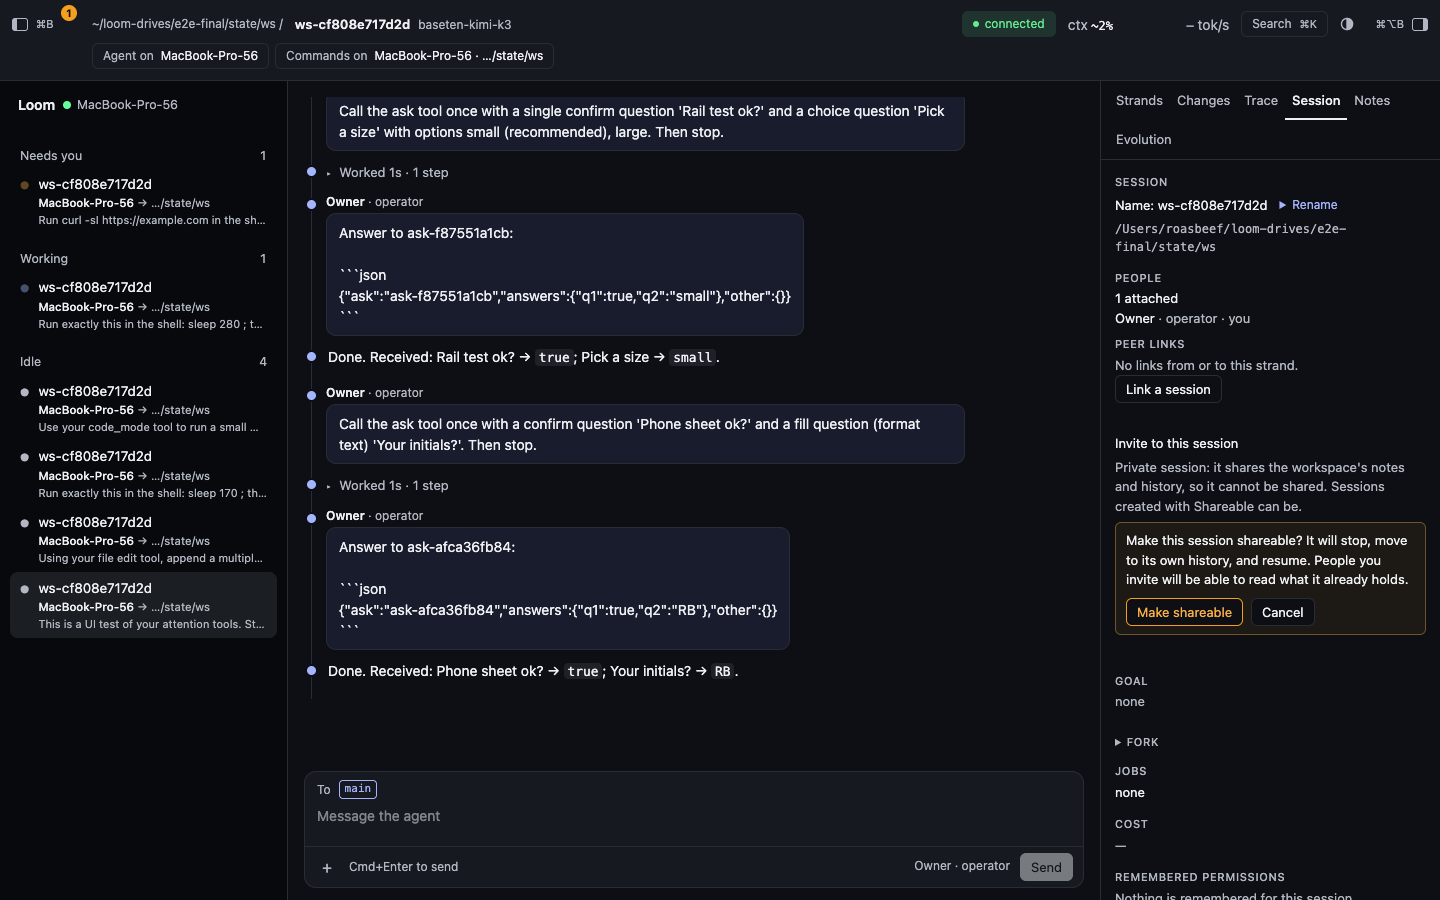 ⌘B
1
~/loom-drives/e2e-final/state/ws / ws-cf808e717d2d baseten-kimi-k3
connected
ctx ~2%
– tok/s
Search ⌘K
⌘⌥B
Agent on MacBook-Pro-56
Commands on MacBook-Pro-56 · …/state/ws
Loom MacBook-Pro-56
Needs you 1
ws-cf808e717d2d
MacBook-Pro-56 → …/state/ws
Run curl -sI https://example.com in the sh…
Working 1
ws-cf808e717d2d
MacBook-Pro-56 → …/state/ws
Run exactly this in the shell: sleep 280 ; t…
Idle 4
ws-cf808e717d2d
MacBook-Pro-56 → …/state/ws
Use your code_mode tool to run a small …
ws-cf808e717d2d
MacBook-Pro-56 → …/state/ws
Run exactly this in the shell: sleep 170 ; th…
ws-cf808e717d2d
MacBook-Pro-56 → …/state/ws
Using your file edit tool, append a multipl…
ws-cf808e717d2d
MacBook-Pro-56 → …/state/ws
This is a UI test of your attention tools. St…
Call the ask tool once with a single confirm question 'Rail test ok?' and a choice question 'Pick
a size' with options small (recommended), large. Then stop.
▸ Worked 1s · 1 step
Owner · operator
Answer to ask-f87551a1cb:
```json
{"ask":"ask-f87551a1cb","answers":{"q1":true,"q2":"small"},"other":{}}
```
Done. Received: Rail test ok? → true; Pick a size → small.
Owner · operator
Call the ask tool once with a confirm question 'Phone sheet ok?' and a fill question (format
text) 'Your initials?'. Then stop.
▸ Worked 1s · 1 step
Owner · operator
Answer to ask-afca36fb84:
```json
{"ask":"ask-afca36fb84","answers":{"q1":true,"q2":"RB"},"other":{}}
```
Done. Received: Phone sheet ok? → true; Your initials? → RB.
To main
Message the agent
+ Cmd+Enter to send
Owner · operator
Send
Strands Changes Trace Session Notes
Evolution
SESSION
Name: ws-cf808e717d2d ▶ Rename
/Users/roasbeef/loom-drives/e2e-
final/state/ws
PEOPLE
1 attached
Owner · operator · you
PEER LINKS
No links from or to this strand.
Link a session
Invite to this session
Private session: it shares the workspace's notes
and history, so it cannot be shared. Sessions
created with Shareable can be.
Make this session shareable? It will stop, move
to its own history, and resume. People you
invite will be able to read what it already holds.
Make shareable
Cancel
GOAL
none
▶ FORK
JOBS
none
COST
—
REMEMBERED PERMISSIONS
Nothing is remembered for this session